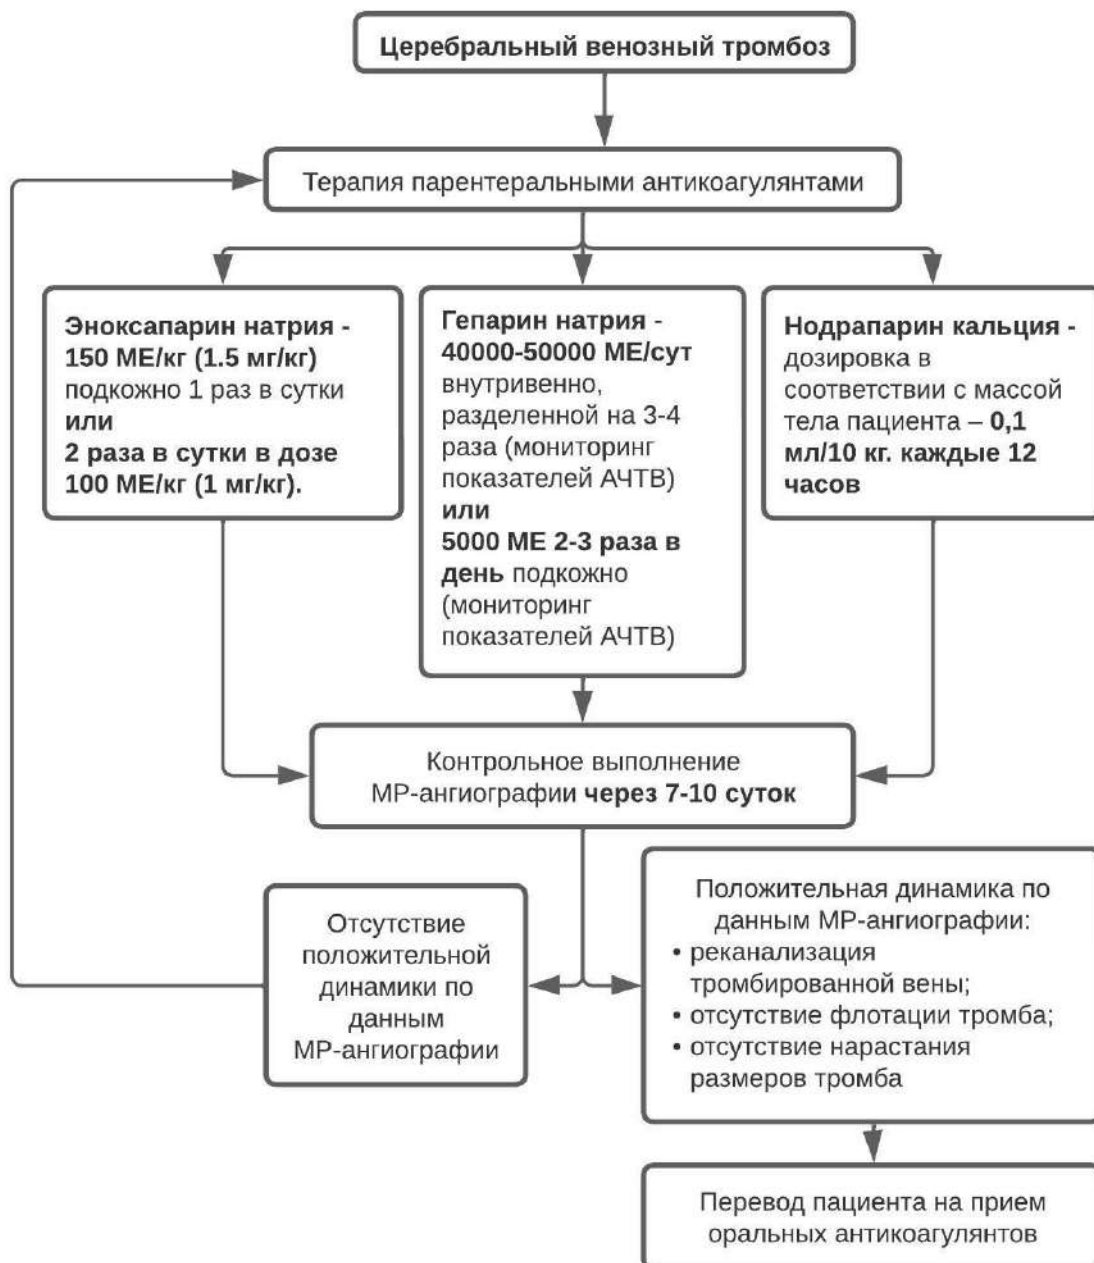 Церебральный венозный тромбоз
Терапия парентеральными антикоагулянтами
Эноксапарин натрия -
150 МЕ/кг (1.5 мг/кг)
подкожно 1 раз в сутки
или
2 раза в сутки в дозе
100 МЕ/кг (1 мг/кг).
Гепарин натрия -
40000-50000 МЕ/сут
внутривенно,
разделенной на 3-4
раза (мониторинг
показателей АЧТВ)
или
5000 МЕ 2-3 раза в
день подкожно
(мониторинг
показателей АЧТВ)
Нодрапарин кальция -
дозировка в
соответствии с массой
тела пациента – 0,1
мл/10 кг. каждые 12
часов
Контрольное выполнение
МР-ангиографии через 7-10 суток
Отсутствие
положительной
динамики по
данным
МР-ангиографии
Положительная динамика по
данным МР-ангиографии:
• реканализация
тромбированной вены;
• отсутствие флотации тромба;
• отсутствие нарастания
размеров тромба
Перевод пациента на прием
оральных антикоагулянтов